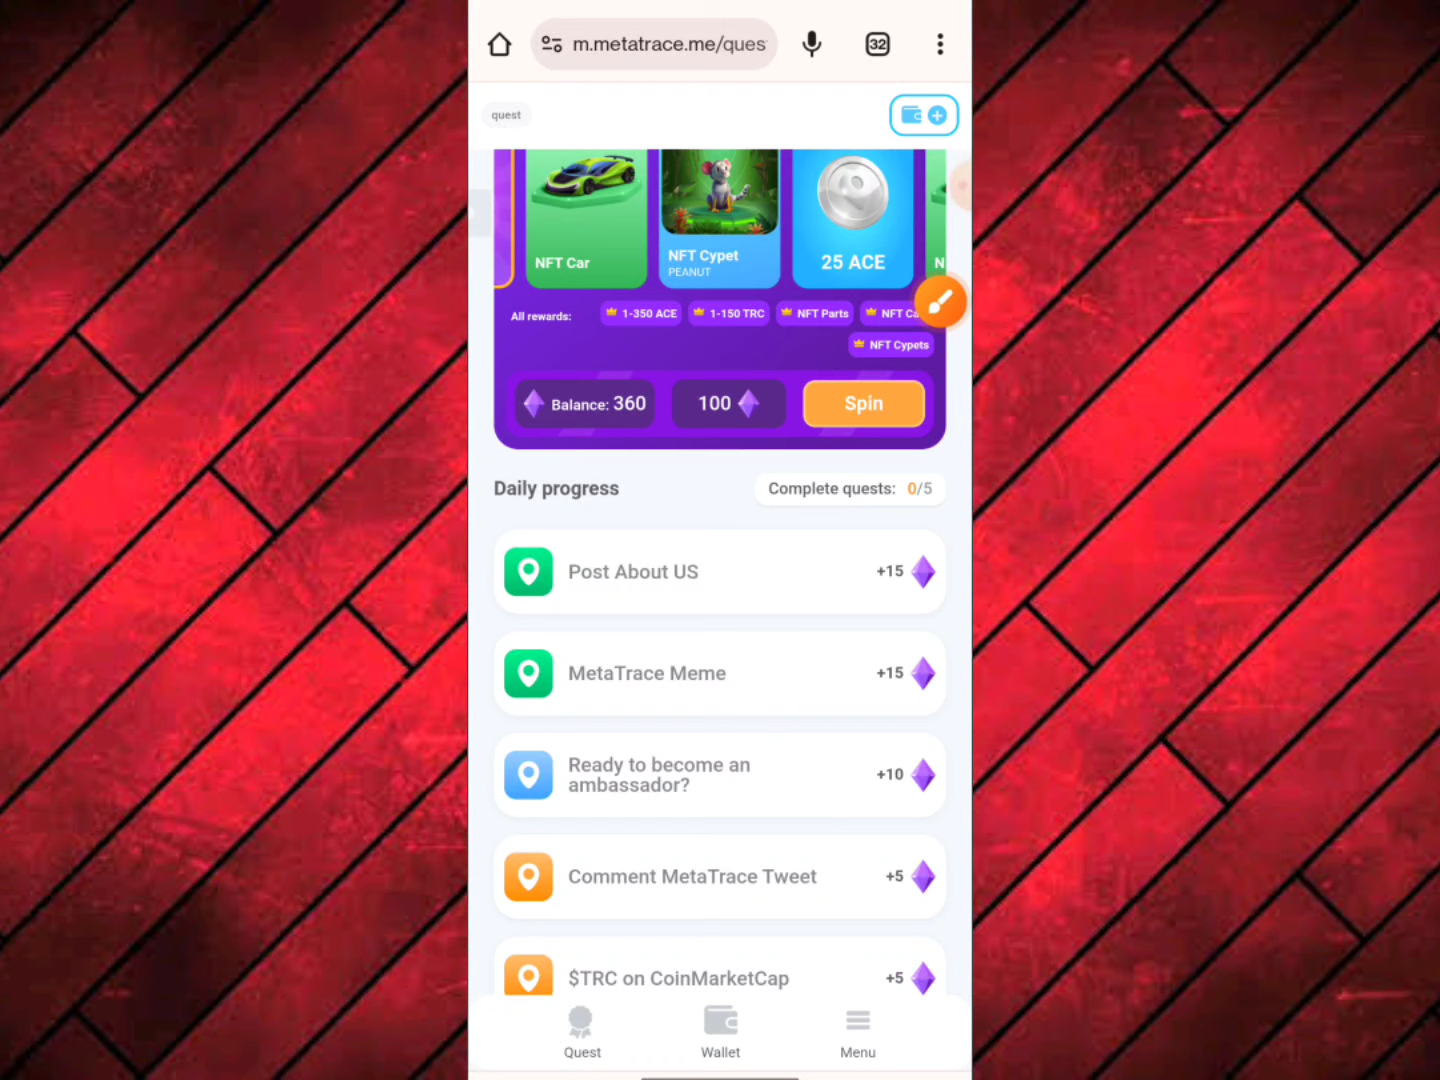 m.metatrace.me/ques
32
quest
NFT Car
NFT Cypet
PEANUT
25 ACE
N
All rewards:
1-350 ACE
1-150 TRC
NFT Parts
NFT Ca
NFT Cypets
Balance: 360
100
Spin
Daily progress
Complete quests: 0/5
Post About US
+15
MetaTrace Meme
+15
Ready to become an
ambassador?
+10
Comment MetaTrace Tweet
+5
$TRC on CoinMarketCap
+5
Quest
Wallet
Menu